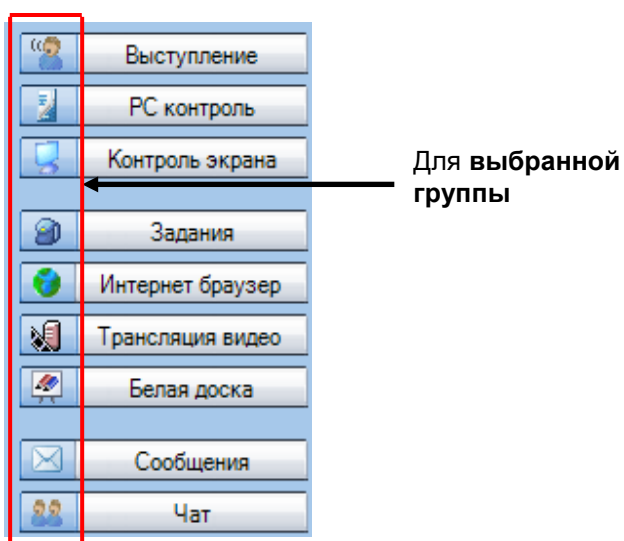 Выступление
PC контроль
Контроль экрана
Для выбранной
группы
Задания
Интернет браузер
Трансляция видео
Белая доска
Сообщения
Чат